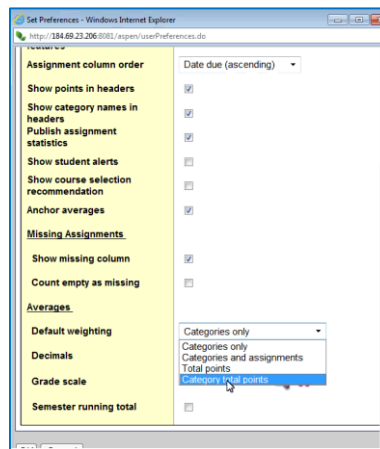 Set Preferences - Windows Internet Explorer
http://184.69.23.206:8081/aspen/userPreferences.do
features
Assignment column order
Date due (ascending)
Show points in headers
Show category names in
headers
Publish assignment
statistics
Show student alerts
Show course selection
recommendation
Anchor averages
Missing Assignments
Show missing column
Count empty as missing
Averages
Default weighting
Categories only
Categories only
Categories and assignments
Decimals
Total points
Category total points
Grade scale
Semester running total